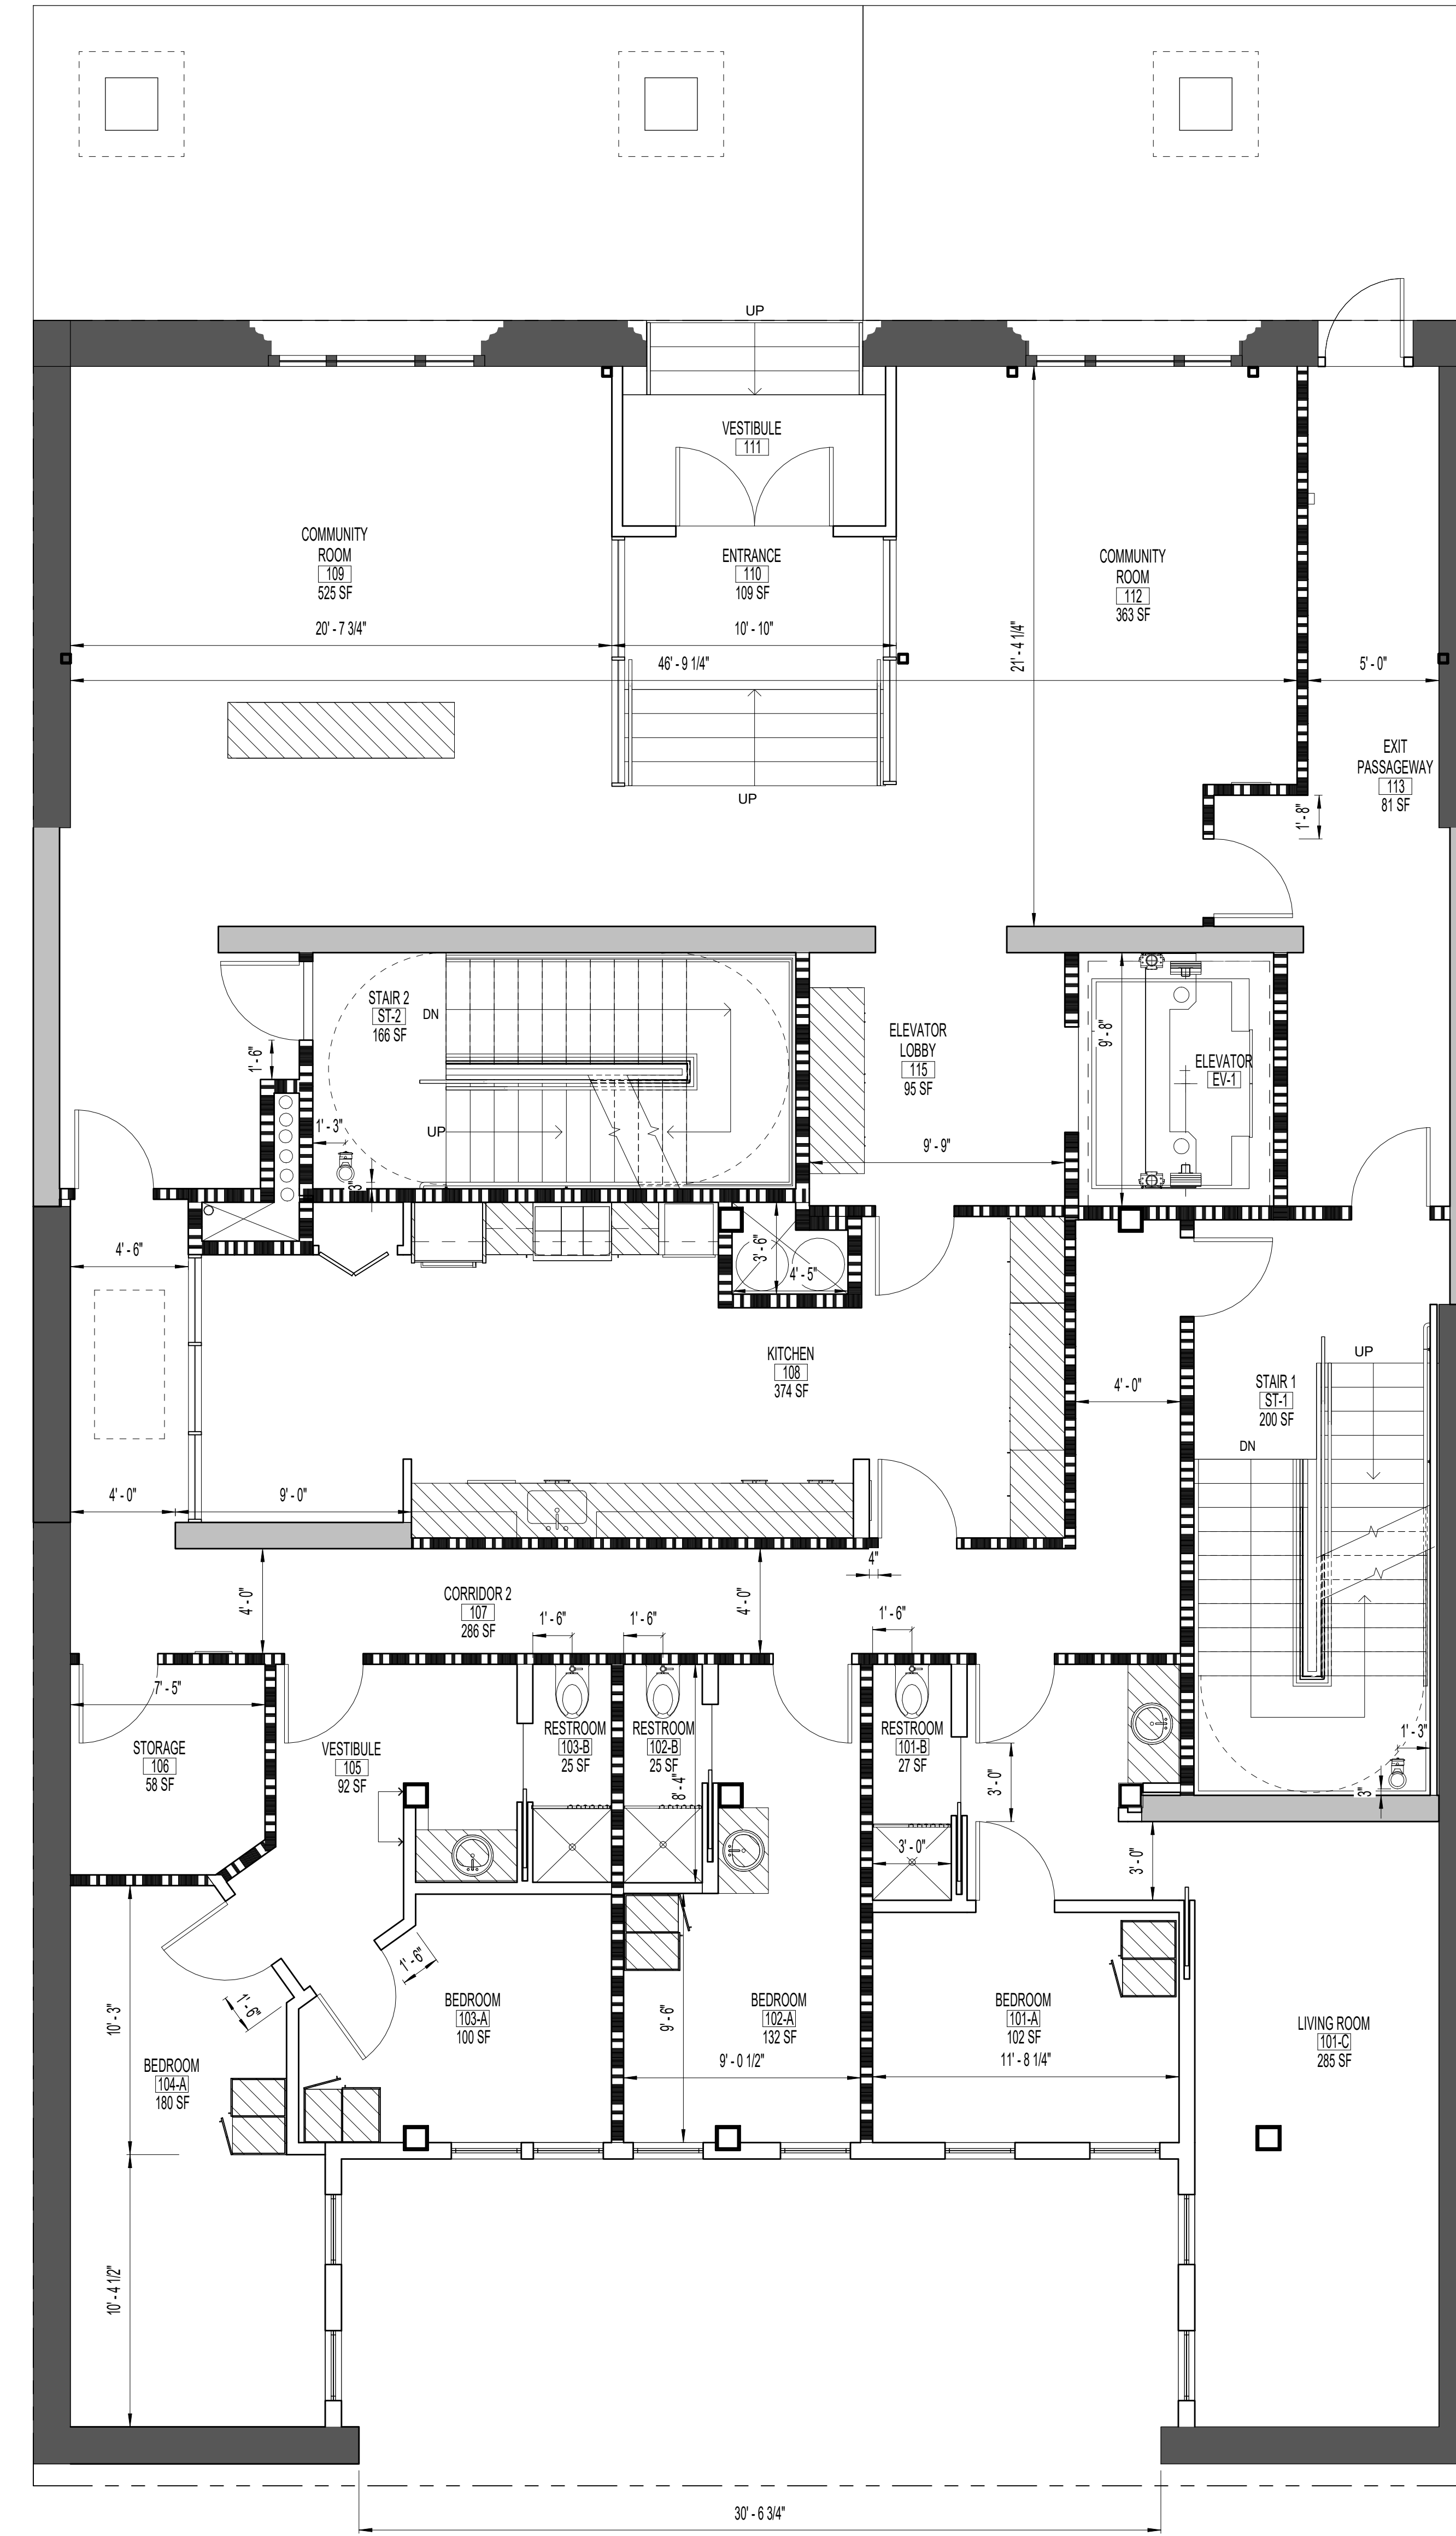 UP
VESTIBULE
111
COMMUNITY
ROOM
109
525 SF
ENTRANCE
110
109 SF
COMMUNITY
ROOM
112
363 SF
20' - 7 3/4"
10' - 10"
46' - 9 1/4"
21' - 4 1/4"
5' - 0"
EXIT
PASSAGEWAY
113
81 SF
UP
1' - 8"
STAIR 2
ST-2
166 SF
DN
ELEVATOR
LOBBY
115
95 SF
9' - 8"
ELEVATOR
EV-1
1' - 6"
1' - 3"
UP
9' - 9"
3"
4' - 6"
3' - 6"
4' - 5"
KITCHEN
108
374 SF
UP
4' - 0"
STAIR 1
ST-1
200 SF
DN
4' - 0"
9' - 0"
4"
4' - 0"
CORRIDOR 2
107
286 SF
4' - 0"
1' - 6"
1' - 6"
1' - 6"
7' - 5"
STORAGE
106
58 SF
VESTIBULE
105
92 SF
RESTROOM
103-B
25 SF
RESTROOM
102-B
25 SF
8' - 4"
RESTROOM
101-B
27 SF
3' - 0"
1' - 3"
3"
3' - 0"
3' - 0"
1' - 6"
1' - 6"
10' - 3"
BEDROOM
104-A
180 SF
BEDROOM
103-A
100 SF
9' - 6"
BEDROOM
102-A
132 SF
9' - 0 1/2"
BEDROOM
101-A
102 SF
11' - 8 1/4"
LIVING ROOM
101-C
285 SF
10' - 4 1/2"
30' - 6 3/4"